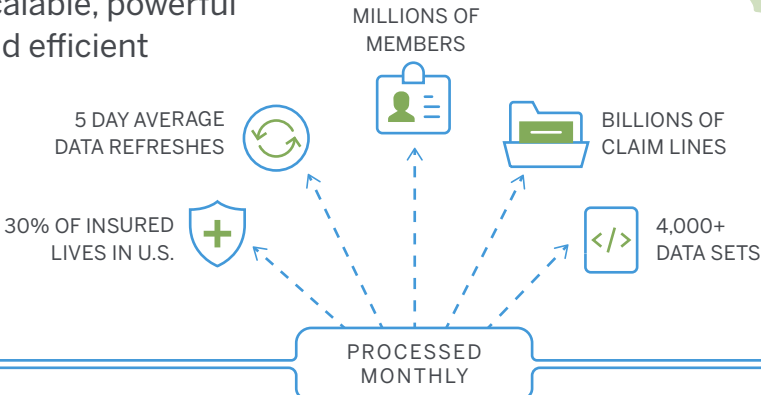 powerful
efficient
MILLIONS OF
MEMBERS
5 DAY AVERAGE
DATA REFRESHES
BILLIONS OF
CLAIM LINES
30% OF INSURED
LIVES IN U.S.
</>
4,000+
DATA SETS
PROCESSED
MONTHLY